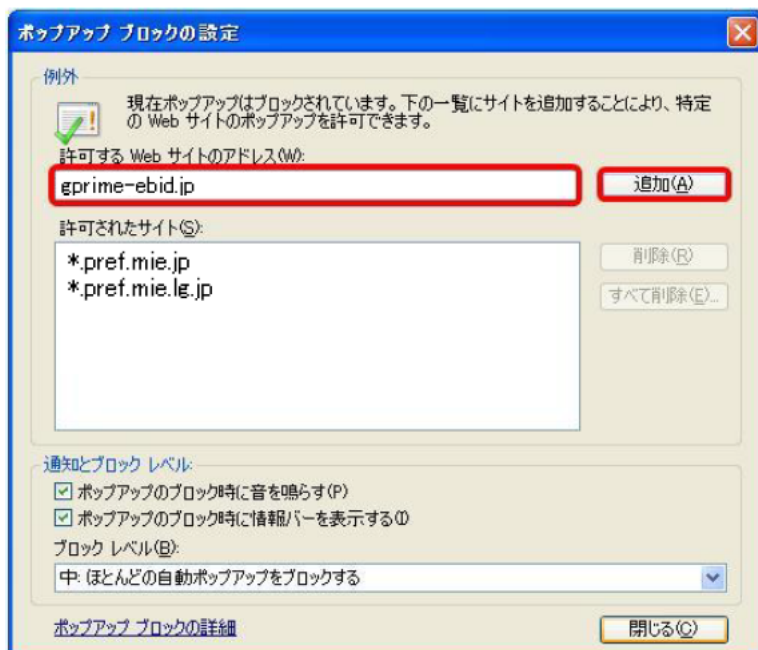 ポップアップ ブロックの設定
例外
現在ポップアップはブロックされています。下の一覧にサイトを追加することにより、特定
の Web サイトのポップアップを許可できます。
許可する Web サイトのアドレス(W):
gprime-ebid.jp
追加(A)
許可されたサイト(S):
*.pref.mie.jp
*.pref.mie.lg.jp
削除(R)
すべて削除(E)...
通知とブロック レベル:
ポップアップのブロック時に音を鳴らす(P)
ポップアップのブロック時に情報バーを表示する(I)
ブロック レベル(B):
中: ほとんどの自動ポップアップをブロックする
ポップアップ ブロックの詳細
閉じる(C)